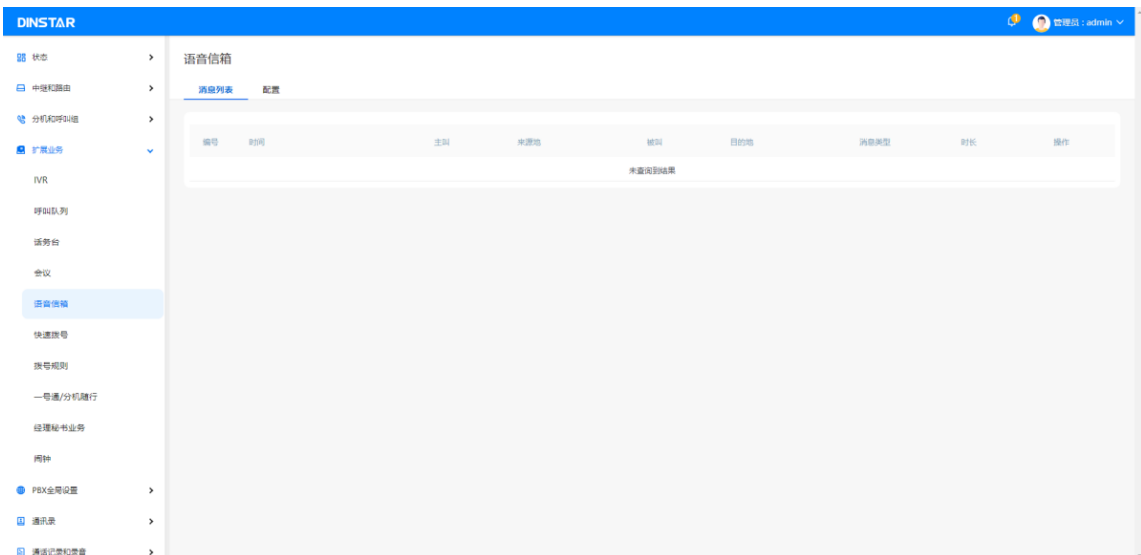 DINSTAR
1
管理员 : admin
状态
中继和路由
分机和呼叫组
扩展业务
IVR
呼叫队列
话务台
会议
语音信箱
快速拨号
拨号规则
一号通/分机随行
经理秘书业务
闹钟
PBX全局设置
通讯录
通话记录和录音
语音信箱
消息列表 配置
编号 时间 主叫 来源地 被叫 目的地 消息类型 时长 操作
未查询到结果